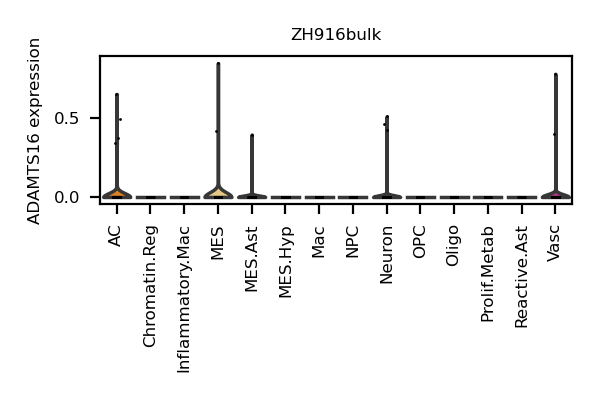 ZH916bulk
ADAMTS16 expression
0.5
0.0
AC
Chromatin.Reg
Inflammatory.Mac
MES
MES.Ast
MES.Hyp
Mac
NPC
Neuron
OPC
Oligo
Prolif.Metab
Reactive.Ast
Vasc